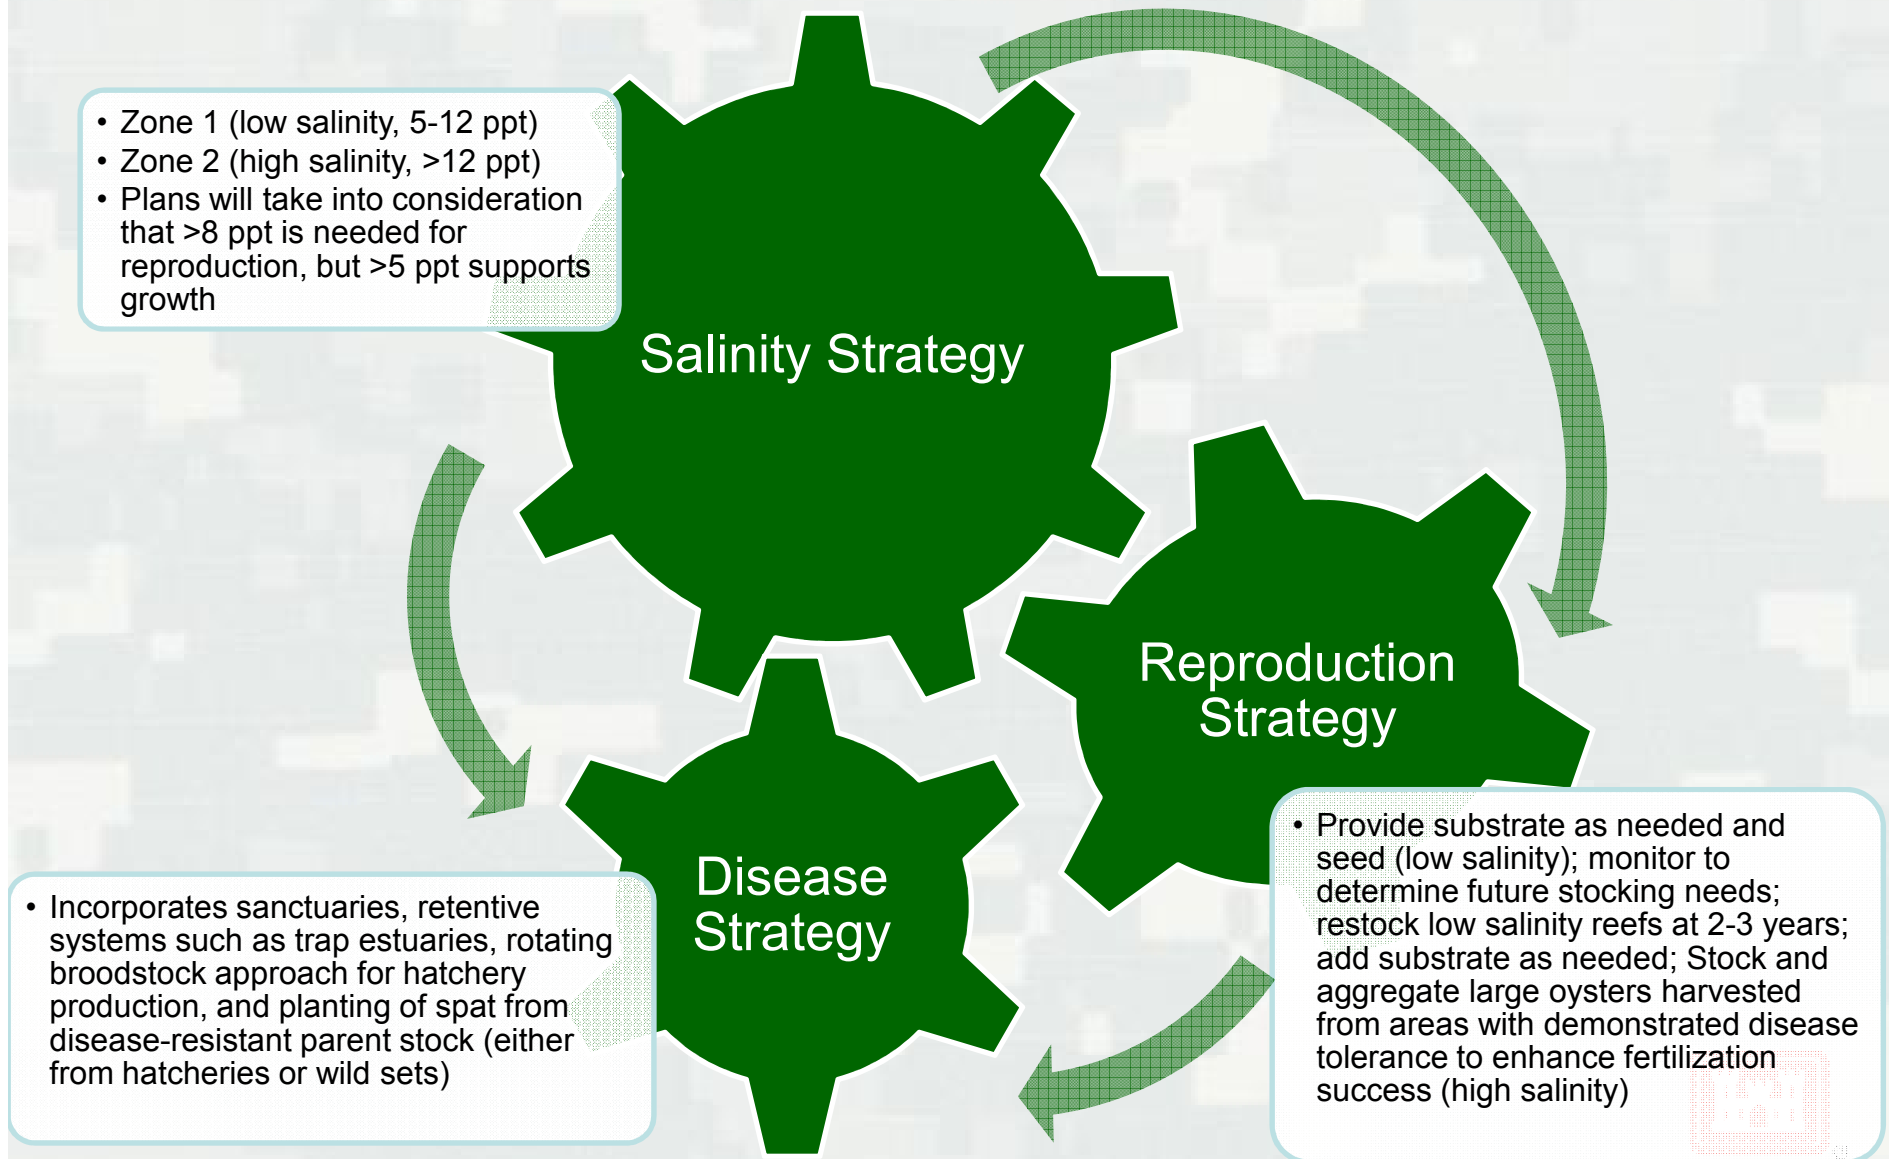 • Zone 1 (low salinity, 5-12 ppt)
• Zone 2 (high salinity, >12 ppt)
• Plans will take into consideration
that >8 ppt is needed for
reproduction, but >5 ppt supports
growth
Salinity Strategy
Reproduction
Strategy
Disease
Strategy
• Incorporates sanctuaries, retentive
systems such as trap estuaries, rotating
broodstock approach for hatchery
production, and planting of spat from
disease-resistant parent stock (either
from hatcheries or wild sets)
• Provide substrate as needed and
seed (low salinity); monitor to
determine future stocking needs;
restock low salinity reefs at 2-3 years;
add substrate as needed; Stock and
aggregate large oysters harvested
from areas with demonstrated disease
tolerance to enhance fertilization
success (high salinity)